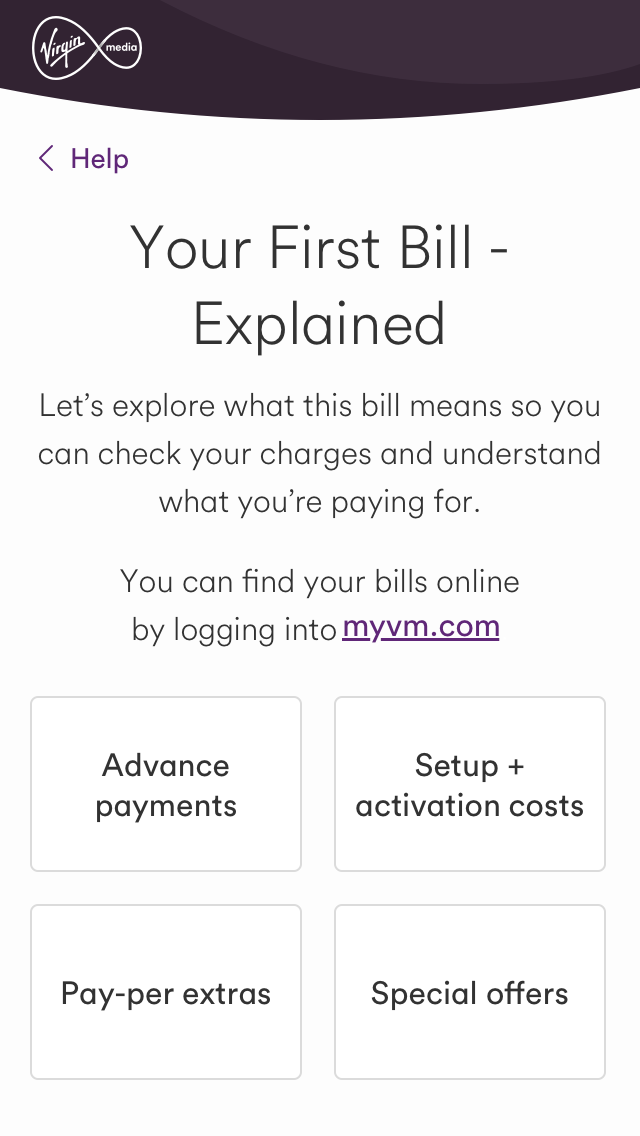 Virgin media
Help
Your First Bill -
Explained
Let’s explore what this bill means so you
can check your charges and understand
what you’re paying for.
You can find your bills online
by logging into myvm.com
Advance
payments
Setup +
activation costs
Pay-per extras
Special offers